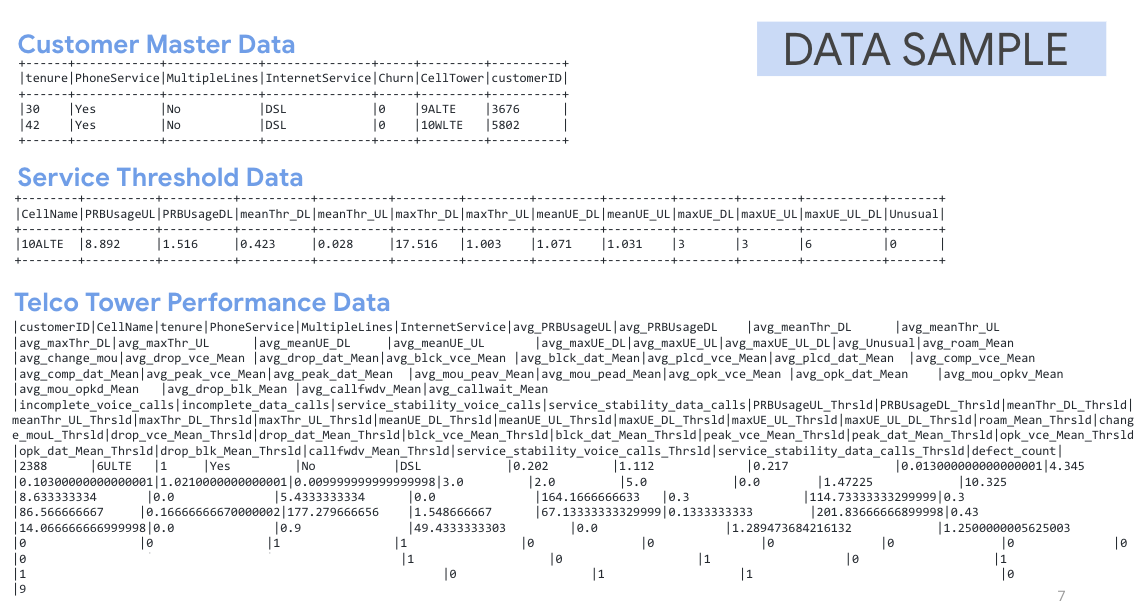 Customer Master Data
DATA SAMPLE
+------+------------+-------------+---------------+-----+---------+----------+
|tenure|PhoneService|MultipleLines|InternetService|Churn|CellTower|customerID|
+------+------------+-------------+---------------+-----+---------+----------+
|30    |Yes         |No           |DSL            |0    |9ALTE    |3676      |
|42    |Yes         |No           |DSL            |0    |10WLTE   |5802      |
+------+------------+-------------+---------------+-----+---------+----------+
Service Threshold Data
+--------+----------+----------+----------+----------+---------+---------+---------+---------+--------+--------+-----------+-------+
|CellName|PRBUsageUL|PRBUsageDL|meanThr_DL|meanThr_UL|maxThr_DL|maxThr_UL|meanUE_DL|meanUE_UL|maxUE_DL|maxUE_UL|maxUE_UL_DL|Unusual|
+--------+----------+----------+----------+----------+---------+---------+---------+---------+--------+--------+-----------+-------+
|10ALTE  |8.892     |1.516     |0.423     |0.028     |17.516   |1.003    |1.071    |1.031    |3       |3       |6          |0      |
+--------+----------+----------+----------+----------+---------+---------+---------+---------+--------+--------+-----------+-------+
Telco Tower Performance Data
|customerID|CellName|tenure|PhoneService|MultipleLines|InternetService|avg_PRBUsageUL|avg_PRBUsageDL    |avg_meanThr_DL      |avg_meanThr_UL
|avg_maxThr_DL|avg_maxThr_UL      |avg_meanUE_DL     |avg_meanUE_UL       |avg_maxUE_DL|avg_maxUE_UL|avg_maxUE_UL_DL|avg_Unusual|avg_roam_Mean
|avg_change_mou|avg_drop_vce_Mean  |avg_drop_dat_Mean|avg_blck_vce_Mean |avg_blck_dat_Mean|avg_plcd_vce_Mean|avg_plcd_dat_Mean  |avg_comp_vce_Mean
|avg_comp_dat_Mean|avg_peak_vce_Mean|avg_peak_dat_Mean  |avg_mou_peav_Mean|avg_mou_pead_Mean|avg_opk_vce_Mean |avg_opk_dat_Mean    |avg_mou_opkv_Mean
|avg_mou_opkd_Mean   |avg_drop_blk_Mean |avg_callfwdv_Mean|avg_callwait_Mean
|incomplete_voice_calls|incomplete_data_calls|service_stability_voice_calls|service_stability_data_calls|PRBUsageUL_Thrsld|PRBUsageDL_Thrsld|meanThr_DL_Thrsld|
meanThr_UL_Thrsld|maxThr_DL_Thrsld|maxThr_UL_Thrsld|meanUE_DL_Thrsld|meanUE_UL_Thrsld|maxUE_DL_Thrsld|maxUE_UL_Thrsld|maxUE_UL_DL_Thrsld|roam_Mean_Thrsld|chang
e_mouL_Thrsld|drop_vce_Mean_Thrsld|drop_dat_Mean_Thrsld|blck_vce_Mean_Thrsld|blck_dat_Mean_Thrsld|peak_vce_Mean_Thrsld|peak_dat_Mean_Thrsld|opk_vce_Mean_Thrsld
|opk_dat_Mean_Thrsld|drop_blk_Mean_Thrsld|callfwdv_Mean_Thrsld|service_stability_voice_calls_Thrsld|service_stability_data_calls_Thrsld|defect_count|
|2388      |6ULTE   |1     |Yes         |No           |DSL            |0.202         |1.112             |0.217               |0.013000000000000001|4.345
|0.10300000000000001|1.0210000000000001|0.009999999999999998|3.0         |2.0         |5.0            |0.0        |1.47225        |10.325
|8.633333334        |0.0              |5.4333333334      |0.0              |164.1666666633   |0.3                |114.73333333299999|0.3
|86.566666667      |0.16666666670000002|177.279666656    |1.548666667      |67.13333333329999|0.1333333333        |201.83666666899998|0.43
|14.066666666999998|0.0              |0.9              |49.4333333303         |0.0                  |1.289473684216132            |1.2500000005625003
|0                |0                |1                |1               |0               |0               |0              |0              |0              |0
|0                                                   |1                   |0                   |1                   |0                   |1
|1                                                         |0                   |1                   |1                                   |0
|9
7